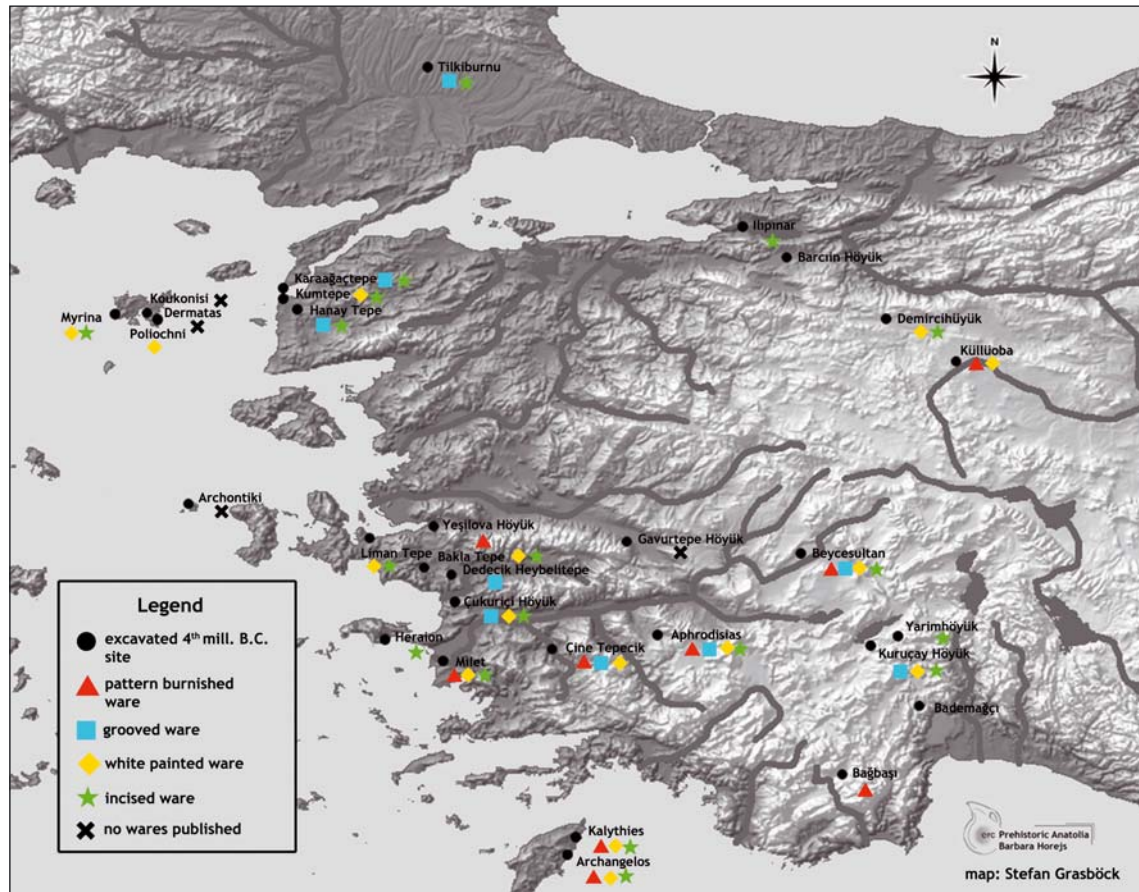 N
Tilkiburnu
Ilıpınar
Barcın Höyük
Karaağaçtepe
Kumtepe
Hanay Tepe
Koukonisi
Dermatas
Myrina
Poliochni
Demircihüyük
Küllüoba
Archontiki
Yeşilova Höyük
Gavurtepe Höyük
Liman Tepe
Bakla Tepe
Dedecik Heybelitepe
Beycesultan
Çukuriçi Höyük
Heraion
Milet
Çine Tepecik
Aphrodisias
Yarimhöyük
Kuruçay Höyük
Bademağçı
Bağbaşı
Kalythies
Archangelos
Legend
excavated 4th mill. B.C.
site
pattern burnished
ware
grooved ware
white painted ware
incised ware
no wares published
erc Prehistoric Anatolia
Barbara Horejs
map: Stefan Grasböck